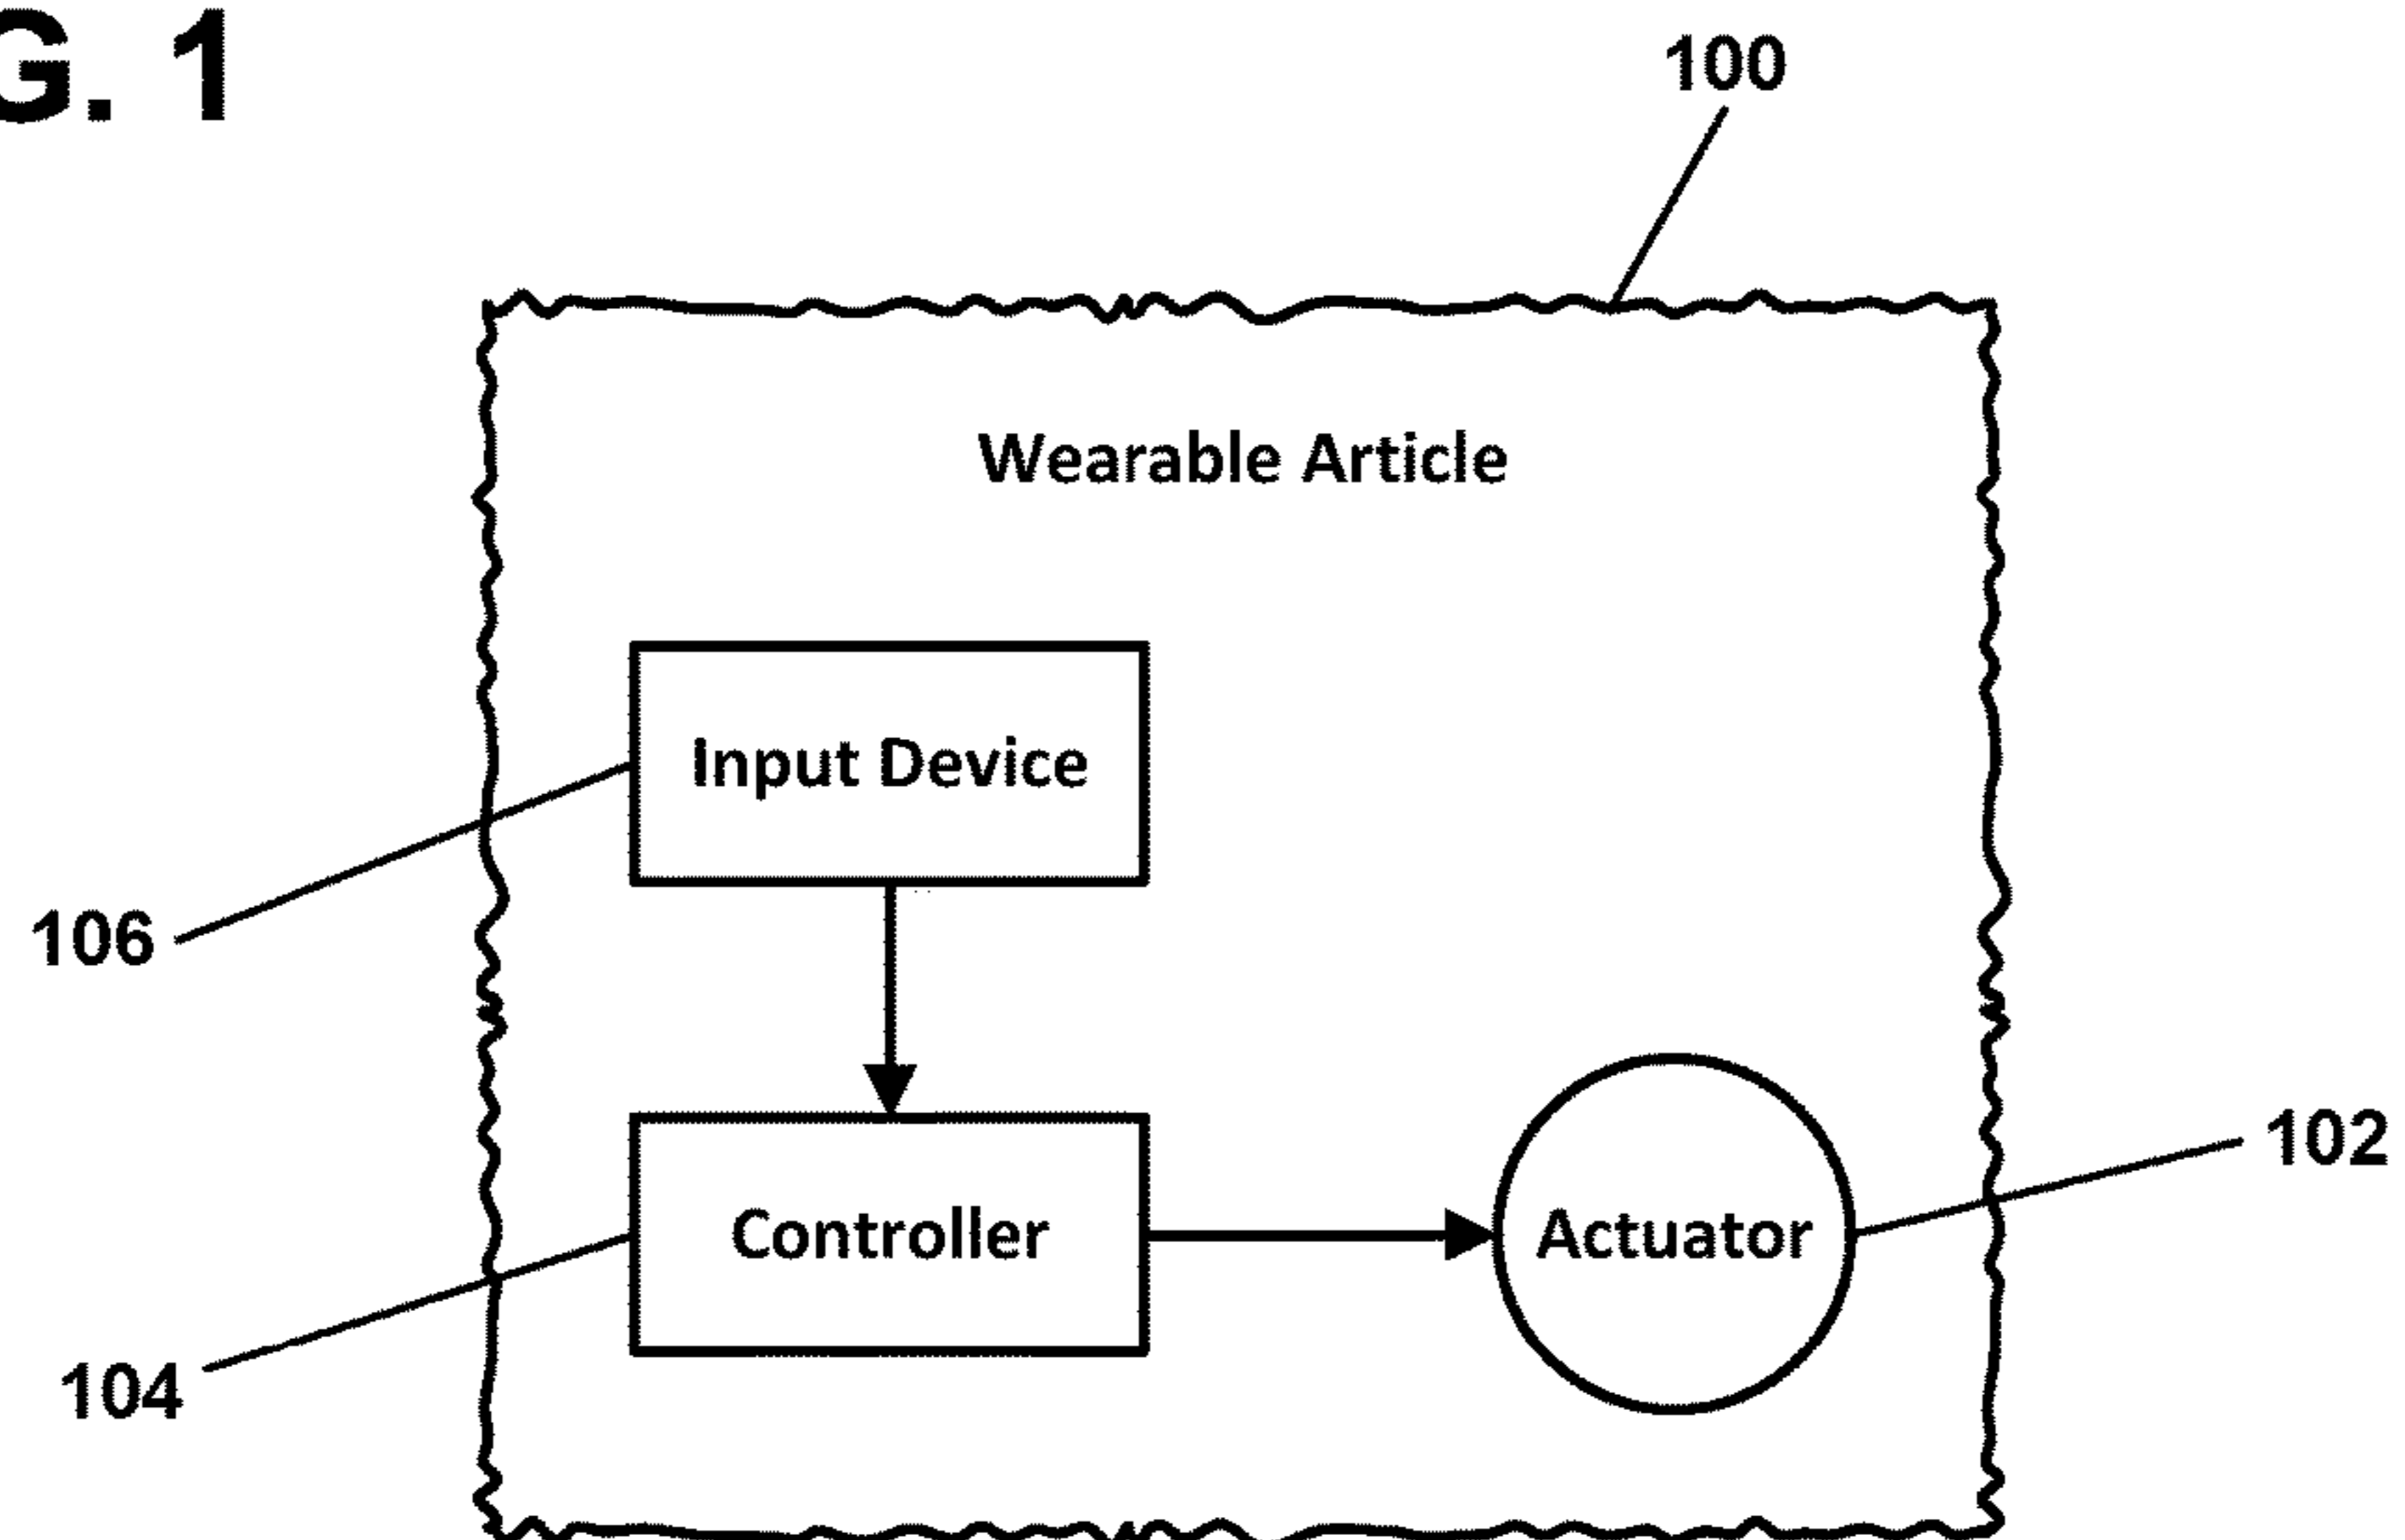 G. 1
100
Wearable Article
Input Device
106
102
Controller
Actuator
104